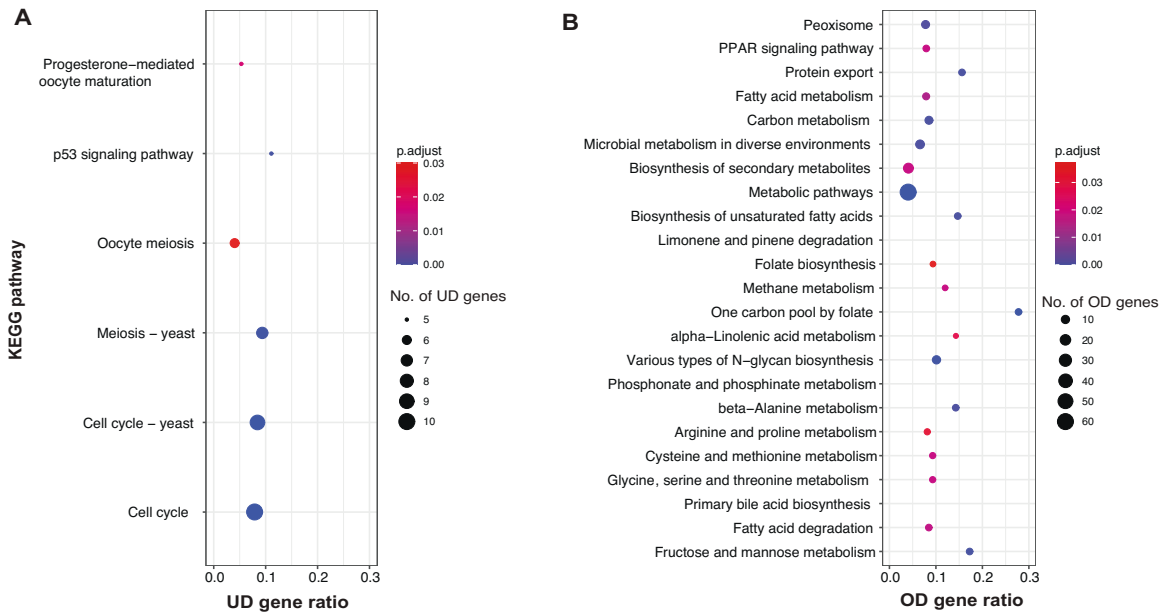 A
KEGG pathway
Progesterone−mediated
oocyte maturation
p53 signaling pathway
Oocyte meiosis
Meiosis − yeast
Cell cycle − yeast
Cell cycle
0.0 0.1 0.2 0.3
UD gene ratio
p.adjust
0.03
0.02
0.01
0.00
No. of UD genes
5
6
7
8
9
10
B
Peoxisome
PPAR signaling pathway
Protein export
Fatty acid metabolism
Carbon metabolism
Microbial metabolism in diverse environments
Biosynthesis of secondary metabolites
Metabolic pathways
Biosynthesis of unsaturated fatty acids
Limonene and pinene degradation
Folate biosynthesis
Methane metabolism
One carbon pool by folate
alpha−Linolenic acid metabolism
Various types of N−glycan biosynthesis
Phosphonate and phosphinate metabolism
beta−Alanine metabolism
Arginine and proline metabolism
Cysteine and methionine metabolism
Glycine, serine and threonine metabolism
Primary bile acid biosynthesis
Fatty acid degradation
Fructose and mannose metabolism
0.0 0.1 0.2 0.3
OD gene ratio
p.adjust
0.03
0.02
0.01
0.00
No. of OD genes
10
20
30
40
50
60